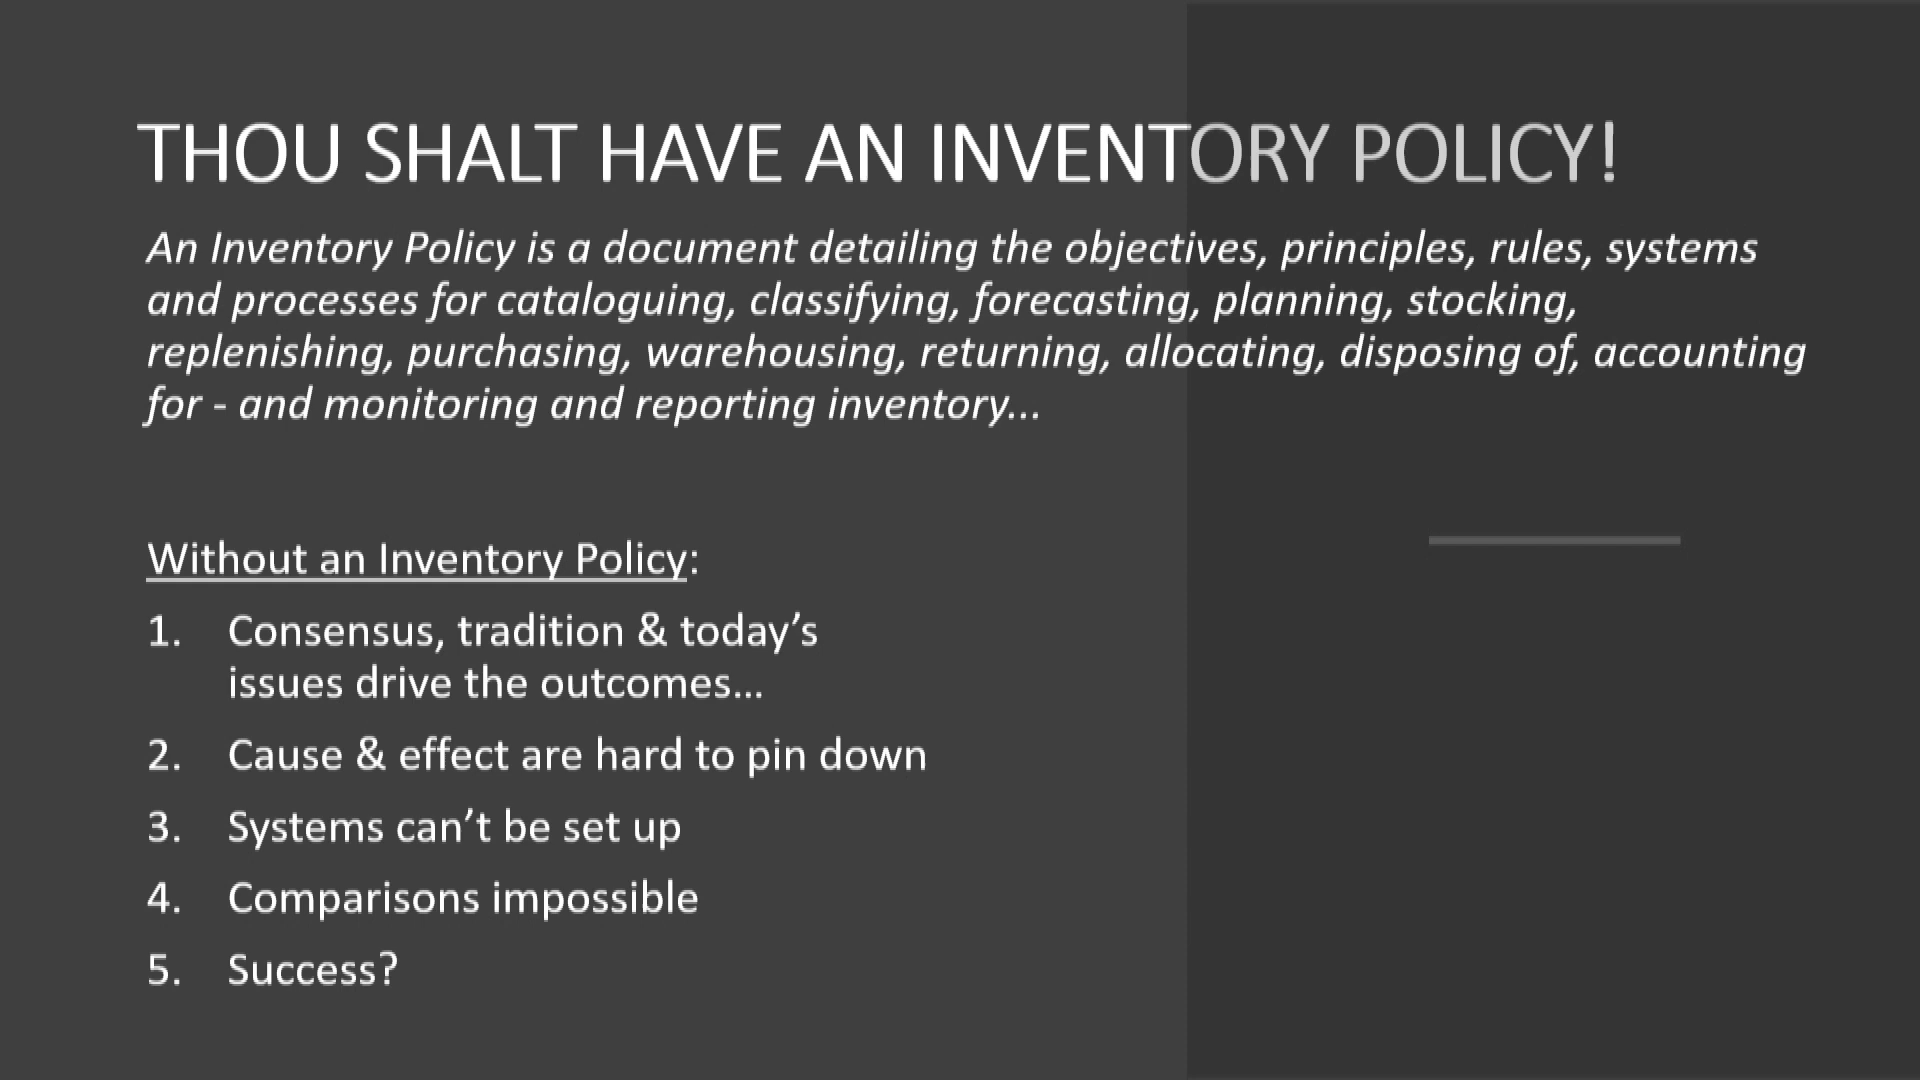 THOU SHALT HAVE AN INVENTORY POLICY!
An Inventory Policy is a document detailing the objectives, principles, rules, systems
and processes for cataloguing, classifying, forecasting, planning, stocking,
replenishing, purchasing, warehousing, returning, allocating, disposing of, accounting
for - and monitoring and reporting inventory...
Without an Inventory Policy:
1. Consensus, tradition & today’s
issues drive the outcomes...
2. Cause & effect are hard to pin down
3. Systems can’t be set up
4. Comparisons impossible
5. Success?